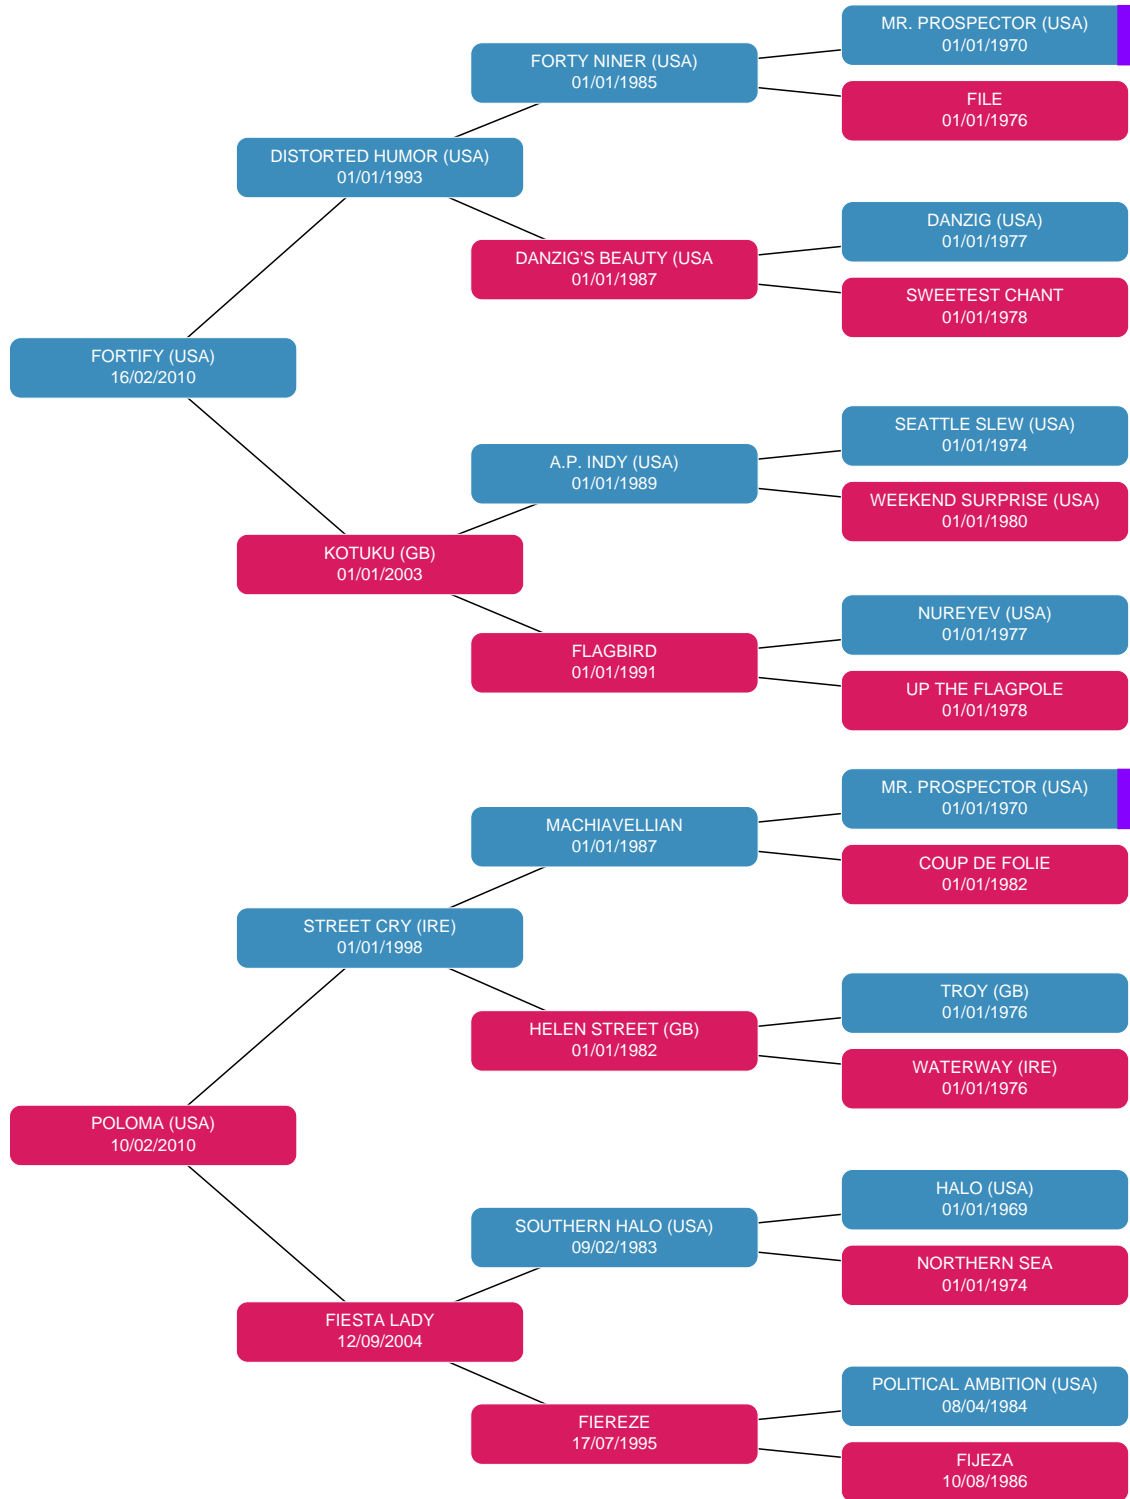 MR. PROSPECTOR (USA)
01/01/1970
FORTY NINER (USA)
01/01/1985
FILE
01/01/1976
DISTORTED HUMOR (USA)
01/01/1993
DANZIG (USA)
01/01/1977
DANZIG'S BEAUTY (USA
01/01/1987
SWEETEST CHANT
01/01/1978
FORTIFY (USA)
16/02/2010
SEATTLE SLEW (USA)
01/01/1974
A.P. INDY (USA)
01/01/1989
WEEKEND SURPRISE (USA)
01/01/1980
KOTUKU (GB)
01/01/2003
NUREYEV (USA)
01/01/1977
FLAGBIRD
01/01/1991
UP THE FLAGPOLE
01/01/1978
MR. PROSPECTOR (USA)
01/01/1970
MACHIAVELLIAN
01/01/1987
COUP DE FOLIE
01/01/1982
STREET CRY (IRE)
01/01/1998
TROY (GB)
01/01/1976
HELEN STREET (GB)
01/01/1982
WATERWAY (IRE)
01/01/1976
POLOMA (USA)
10/02/2010
HALO (USA)
01/01/1969
SOUTHERN HALO (USA)
09/02/1983
NORTHERN SEA
01/01/1974
FIESTA LADY
12/09/2004
POLITICAL AMBITION (USA)
08/04/1984
FIEREZE
17/07/1995
FIJEZA
10/08/1986